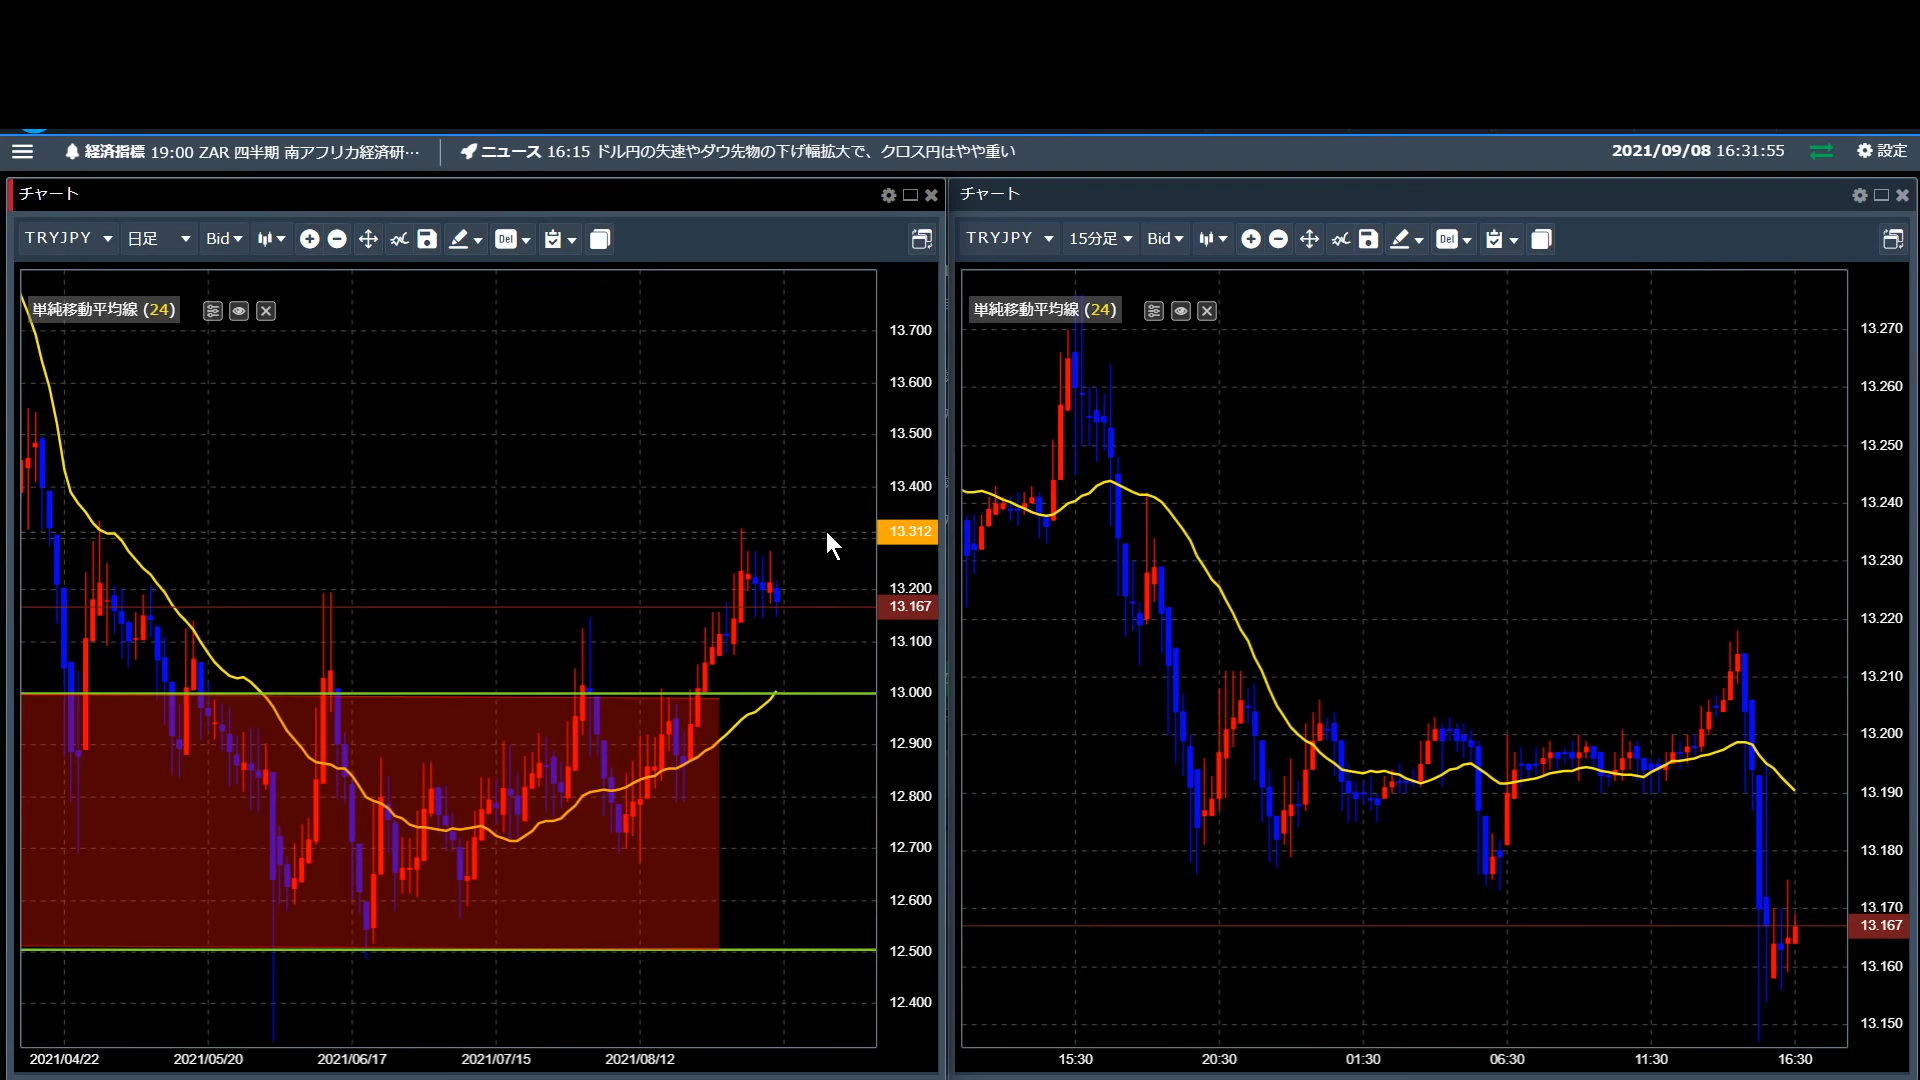 経済指標 19:00 ZAR 四半期 南アフリカ経済研…
ニュース 16:15 ドル円の失速やダウ先物の下げ幅拡大で、クロス円はやや重い
2021/09/08 16:31:55
設定
チャート
TRYJPY 日足 Bid Del
単純移動平均線 (24)
13.700
13.600
13.500
13.400
13.312
13.200
13.167
13.100
13.000
12.900
12.800
12.700
12.600
12.500
12.400
2021/04/22 2021/05/20 2021/06/17 2021/07/15 2021/08/12
チャート
TRYJPY 15分足 Bid Del
単純移動平均線 (24)
13.270
13.260
13.250
13.240
13.230
13.220
13.210
13.200
13.190
13.180
13.170
13.167
13.160
13.150
15:30 20:30 01:30 06:30 11:30 16:30